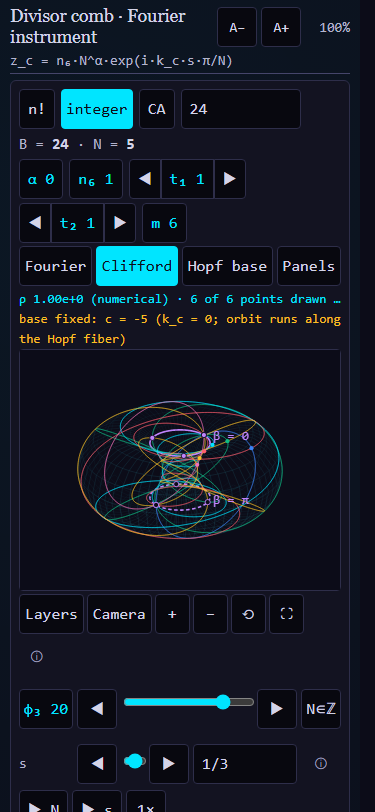 Divisor comb · Fourier
instrument
A− A+ 100%
z_c = n₆·N^α·exp(i·k_c·s·π/N)
n! integer CA 24
B = 24 · N = 5
α 0 n₆ 1 ◀ t₁ 1 ▶
◀ t₂ 1 ▶ m 6
Fourier Clifford Hopf base Panels
ρ 1.00e+0 (numerical) · 6 of 6 points drawn …
base fixed: c = -5 (k_c = 0; orbit runs along
the Hopf fiber)
β = 0
β = π
Layers Camera + − ⟲ ⛶
ⓘ
ϕ₃ 20 ◀ ▶ N∈ℤ
s ◀ ▶ 1/3 ⓘ
▶ N ▶ s 1×